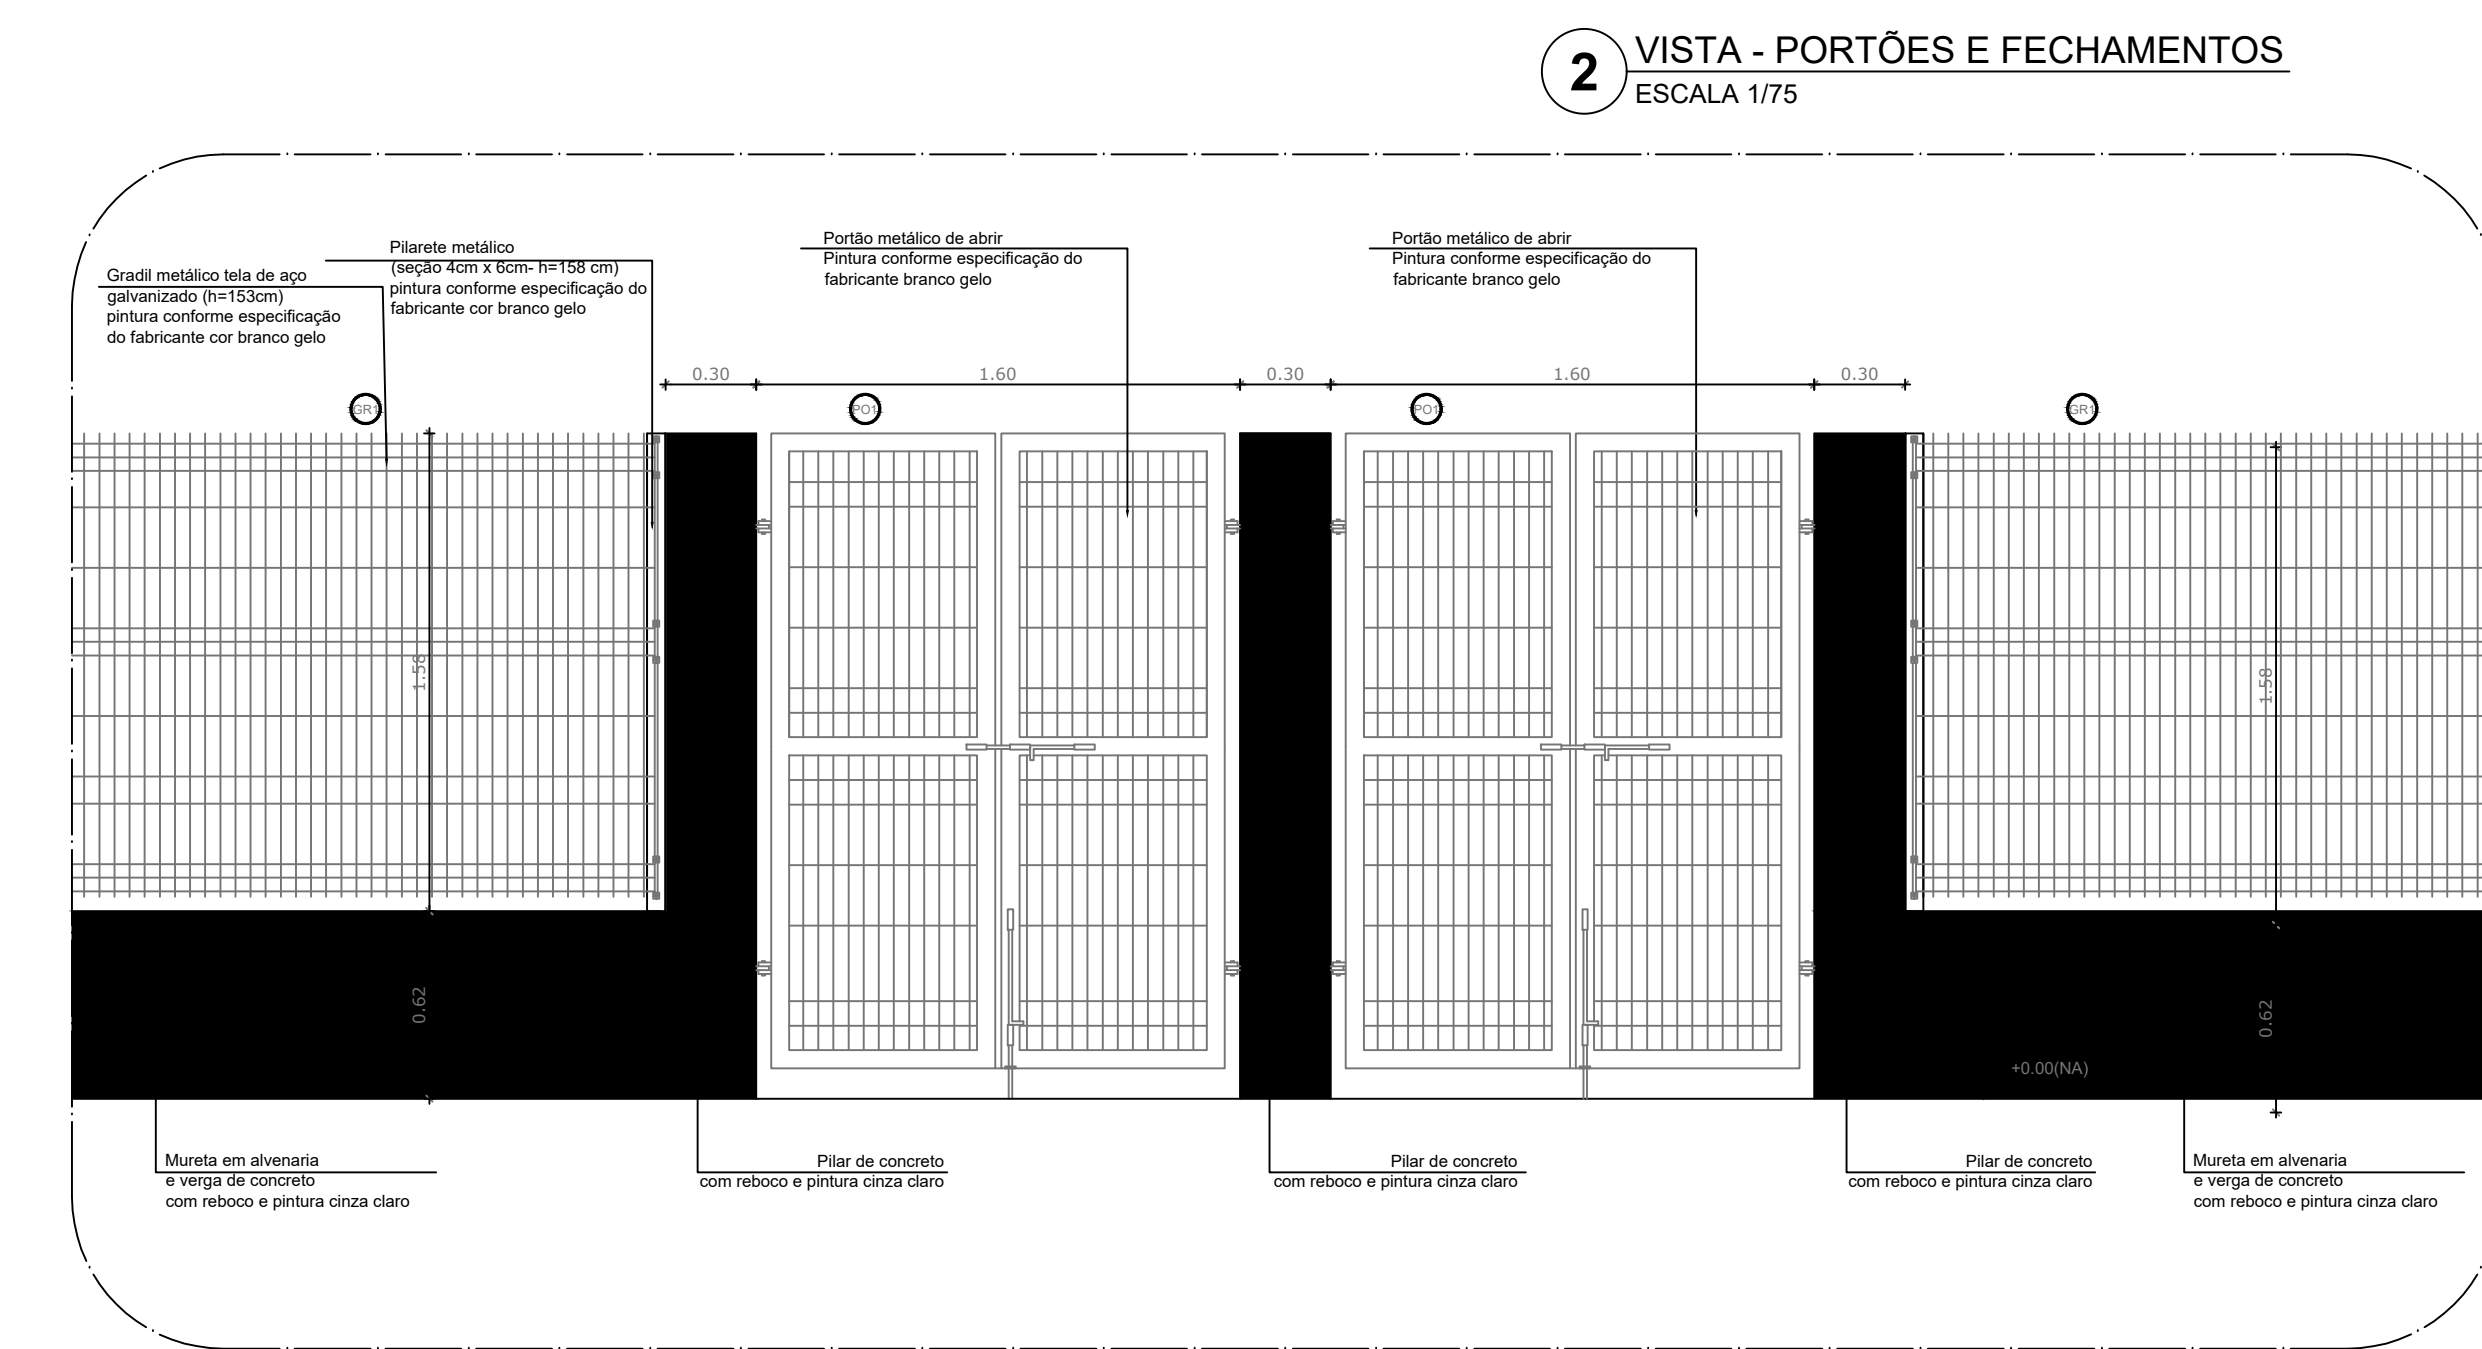 2
VISTA - PORTÕES E FECHAMENTOS
ESCALA 1/75
Gradil metálico tela de aço
galvanizado (h=153cm)
pintura conforme especificação
do fabricante cor branco gelo
Pilarete metálico
(seção 4cm x 6cm- h=158 cm)
pintura conforme especificação do
fabricante cor branco gelo
Portão metálico de abrir
Pintura conforme especificação do
fabricante branco gelo
Portão metálico de abrir
Pintura conforme especificação do
fabricante branco gelo
0.30
1.60
0.30
1.60
0.30
1.58
1.58
0.62
0.62
+0.00(NA)
Mureta em alvenaria
e verga de concreto
com reboco e pintura cinza claro
Pilar de concreto
com reboco e pintura cinza claro
Pilar de concreto
com reboco e pintura cinza claro
Pilar de concreto
com reboco e pintura cinza claro
Mureta em alvenaria
e verga de concreto
com reboco e pintura cinza claro